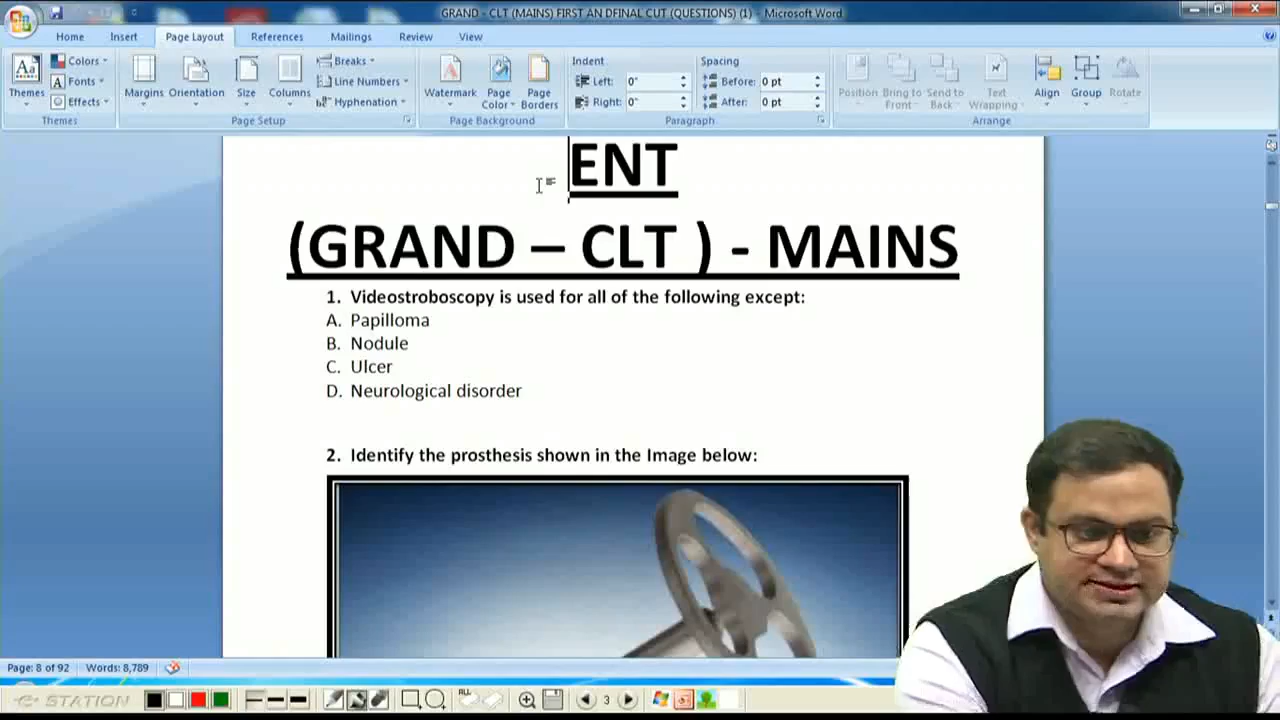 GRAND - CLT (MAINS) FIRST AN DFINAL CUT (QUESTIONS) (1) - Microsoft Word
Home Insert Page Layout References Mailings Review View
Themes
Colors
Fonts
Effects
Themes
Margins Orientation Size Columns
Breaks
Line Numbers
Hyphenation
Page Setup
Watermark Page Color Page Borders
Page Background
Indent
Left: 0"
Right: 0"
Spacing
Before: 0 pt
After: 0 pt
Paragraph
Position Bring to Front Send to Back Text Wrapping Align Group Rotate
Arrange
ENT
(GRAND – CLT ) - MAINS
1. Videostroboscopy is used for all of the following except:
A. Papilloma
B. Nodule
C. Ulcer
D. Neurological disorder
2. Identify the prosthesis shown in the Image below:
Page: 8 of 92 Words: 8,789
e-STATION
ALL
3